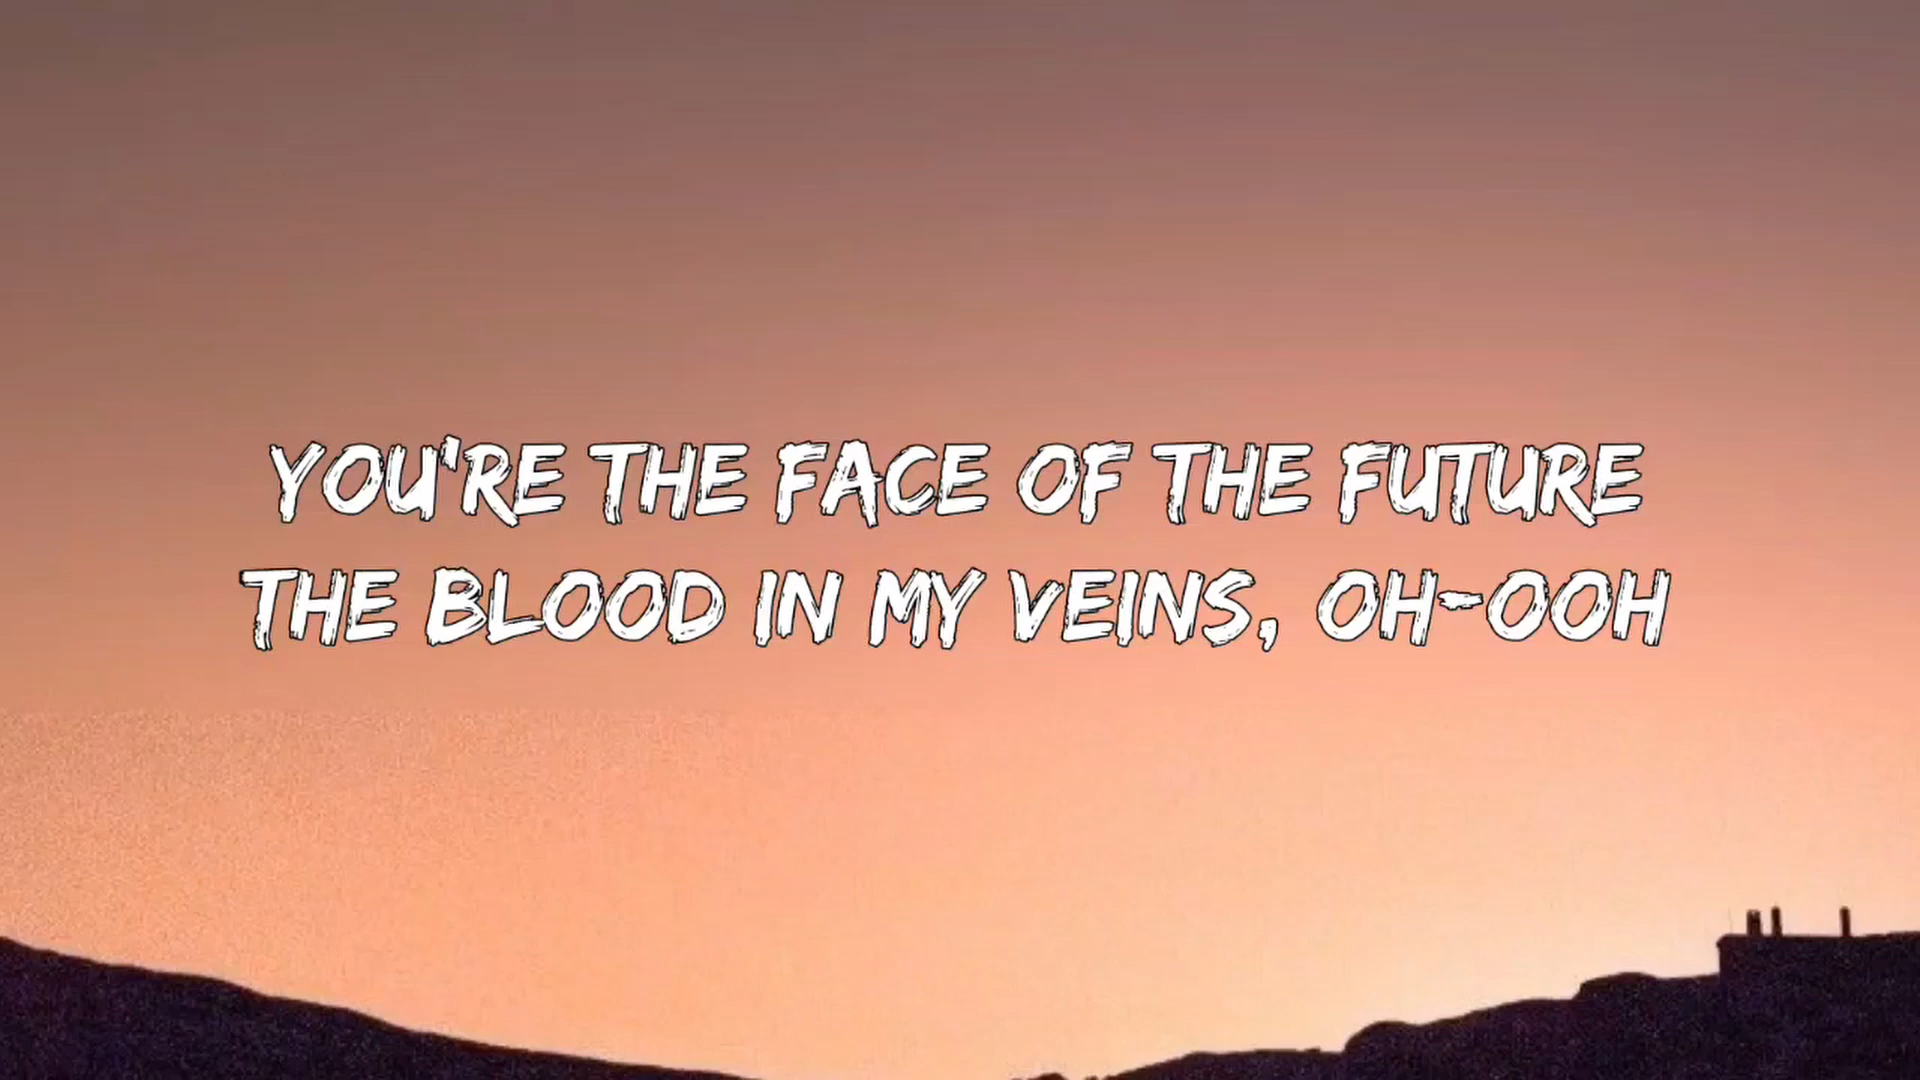 YOU'RE THE FACE OF THE FUTURE
THE BLOOD IN MY VEINS, OH-OOH